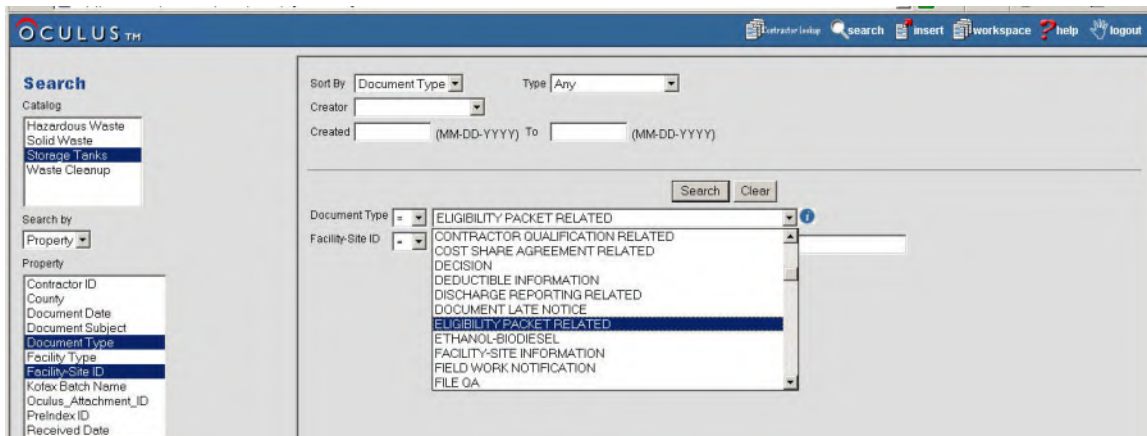 OCULUS TM
Contractor lookup search insert workspace help logout
Search
Catalog
Hazardous Waste
Solid Waste
Storage Tanks
Waste Cleanup
Search by
Property
Property
Contractor ID
County
Document Date
Document Subject
Document Type
Facility Type
Facility-Site ID
Kofax Batch Name
Oculus_Attachment_ID
PreIndex ID
Received Date
Sort By Document Type Type Any
Creator
Created (MM-DD-YYYY) To (MM-DD-YYYY)
Search Clear
Document Type = ELIGIBILITY PACKET RELATED
Facility-Site ID =
CONTRACTOR QUALIFICATION RELATED
COST SHARE AGREEMENT RELATED
DECISION
DEDUCTIBLE INFORMATION
DISCHARGE REPORTING RELATED
DOCUMENT LATE NOTICE
ELIGIBILITY PACKET RELATED
ETHANOL-BIODIESEL
FACILITY-SITE INFORMATION
FIELD WORK NOTIFICATION
FILE QA